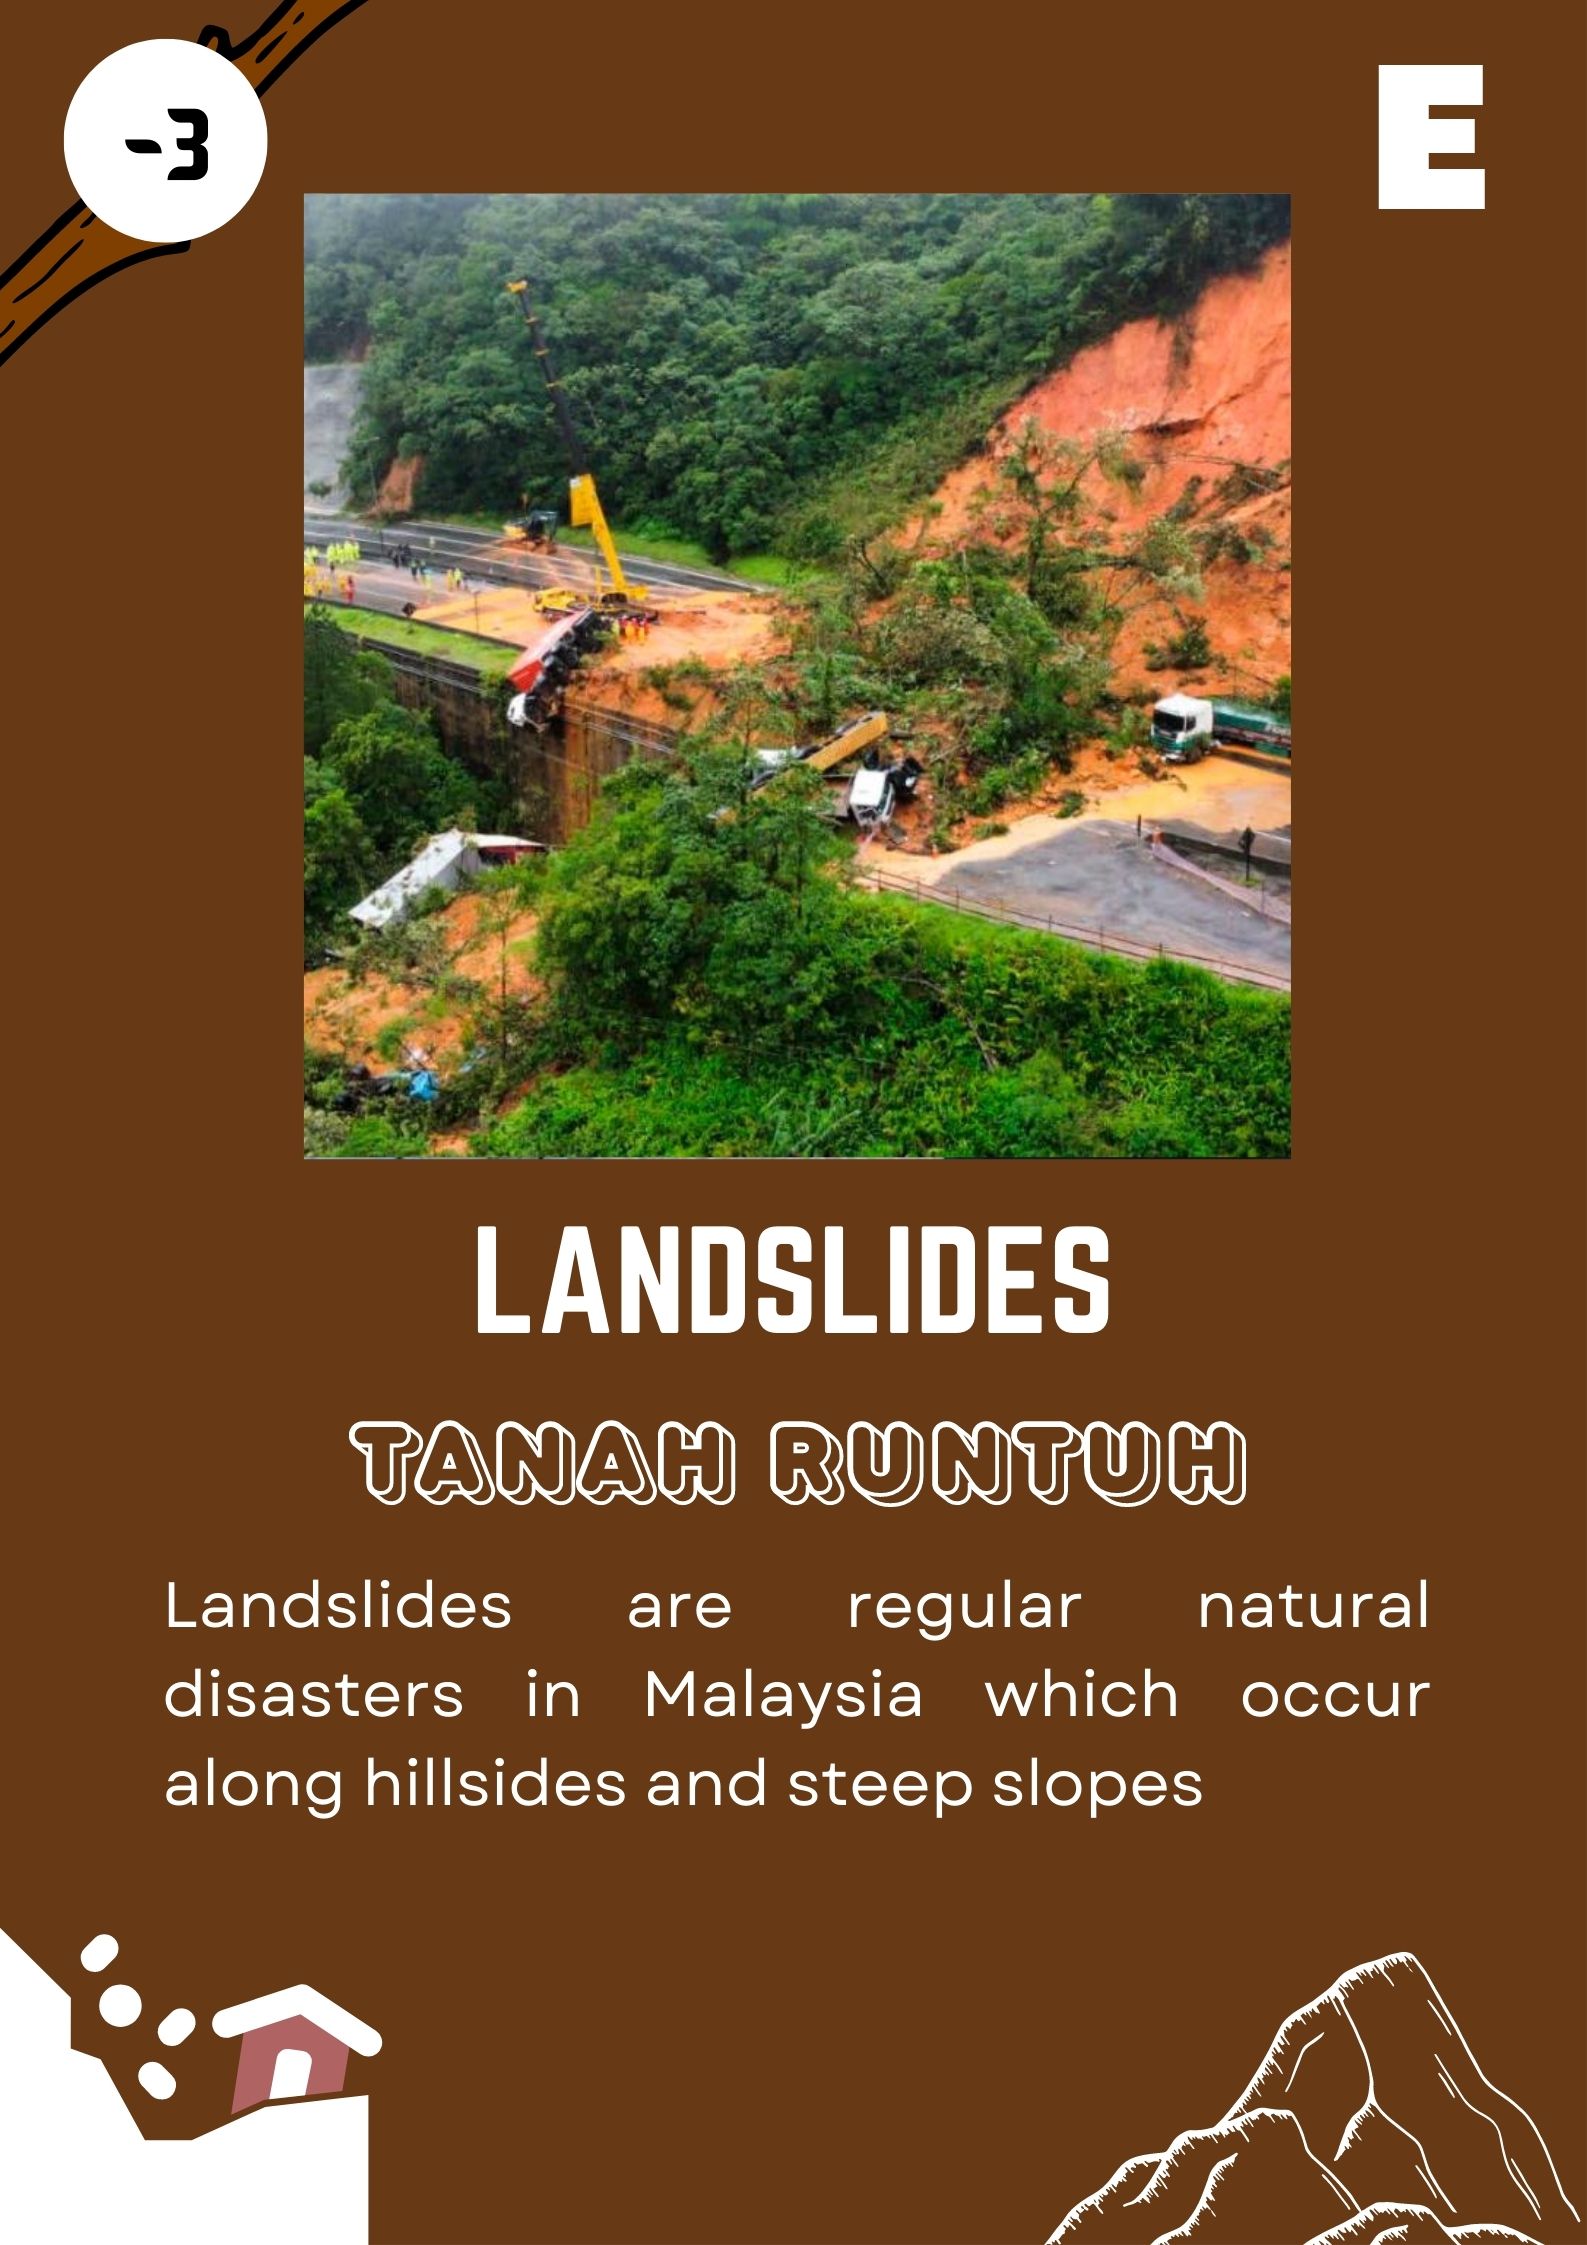 -3
E
LANDSLIDES
TANAH RUNTUH
Landslides are regular natural
disasters in Malaysia which occur
along hillsides and steep slopes